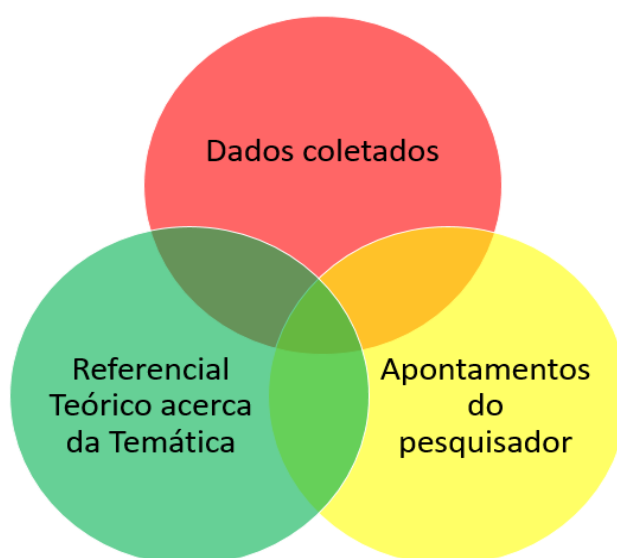 Dados coletados
Referencial
Teórico acerca
da Temática
Apontamentos
do
pesquisador